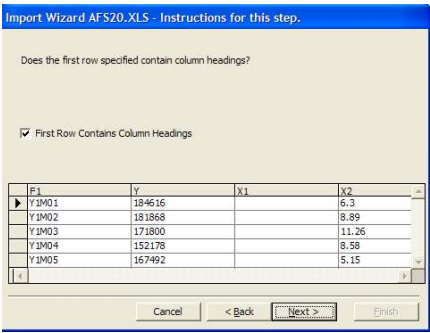 Import Wizard AFS20.XLS - Instructions for this step.
Does the first row specified contain column headings?
First Row Contains Column Headings
F1 Y X1 X2
Y1M01 184616 6.3
Y1M02 181868 8.89
Y1M03 171800 11.26
Y1M04 152178 8.58
Y1M05 167492 5.15
Cancel < Back Next > Finish